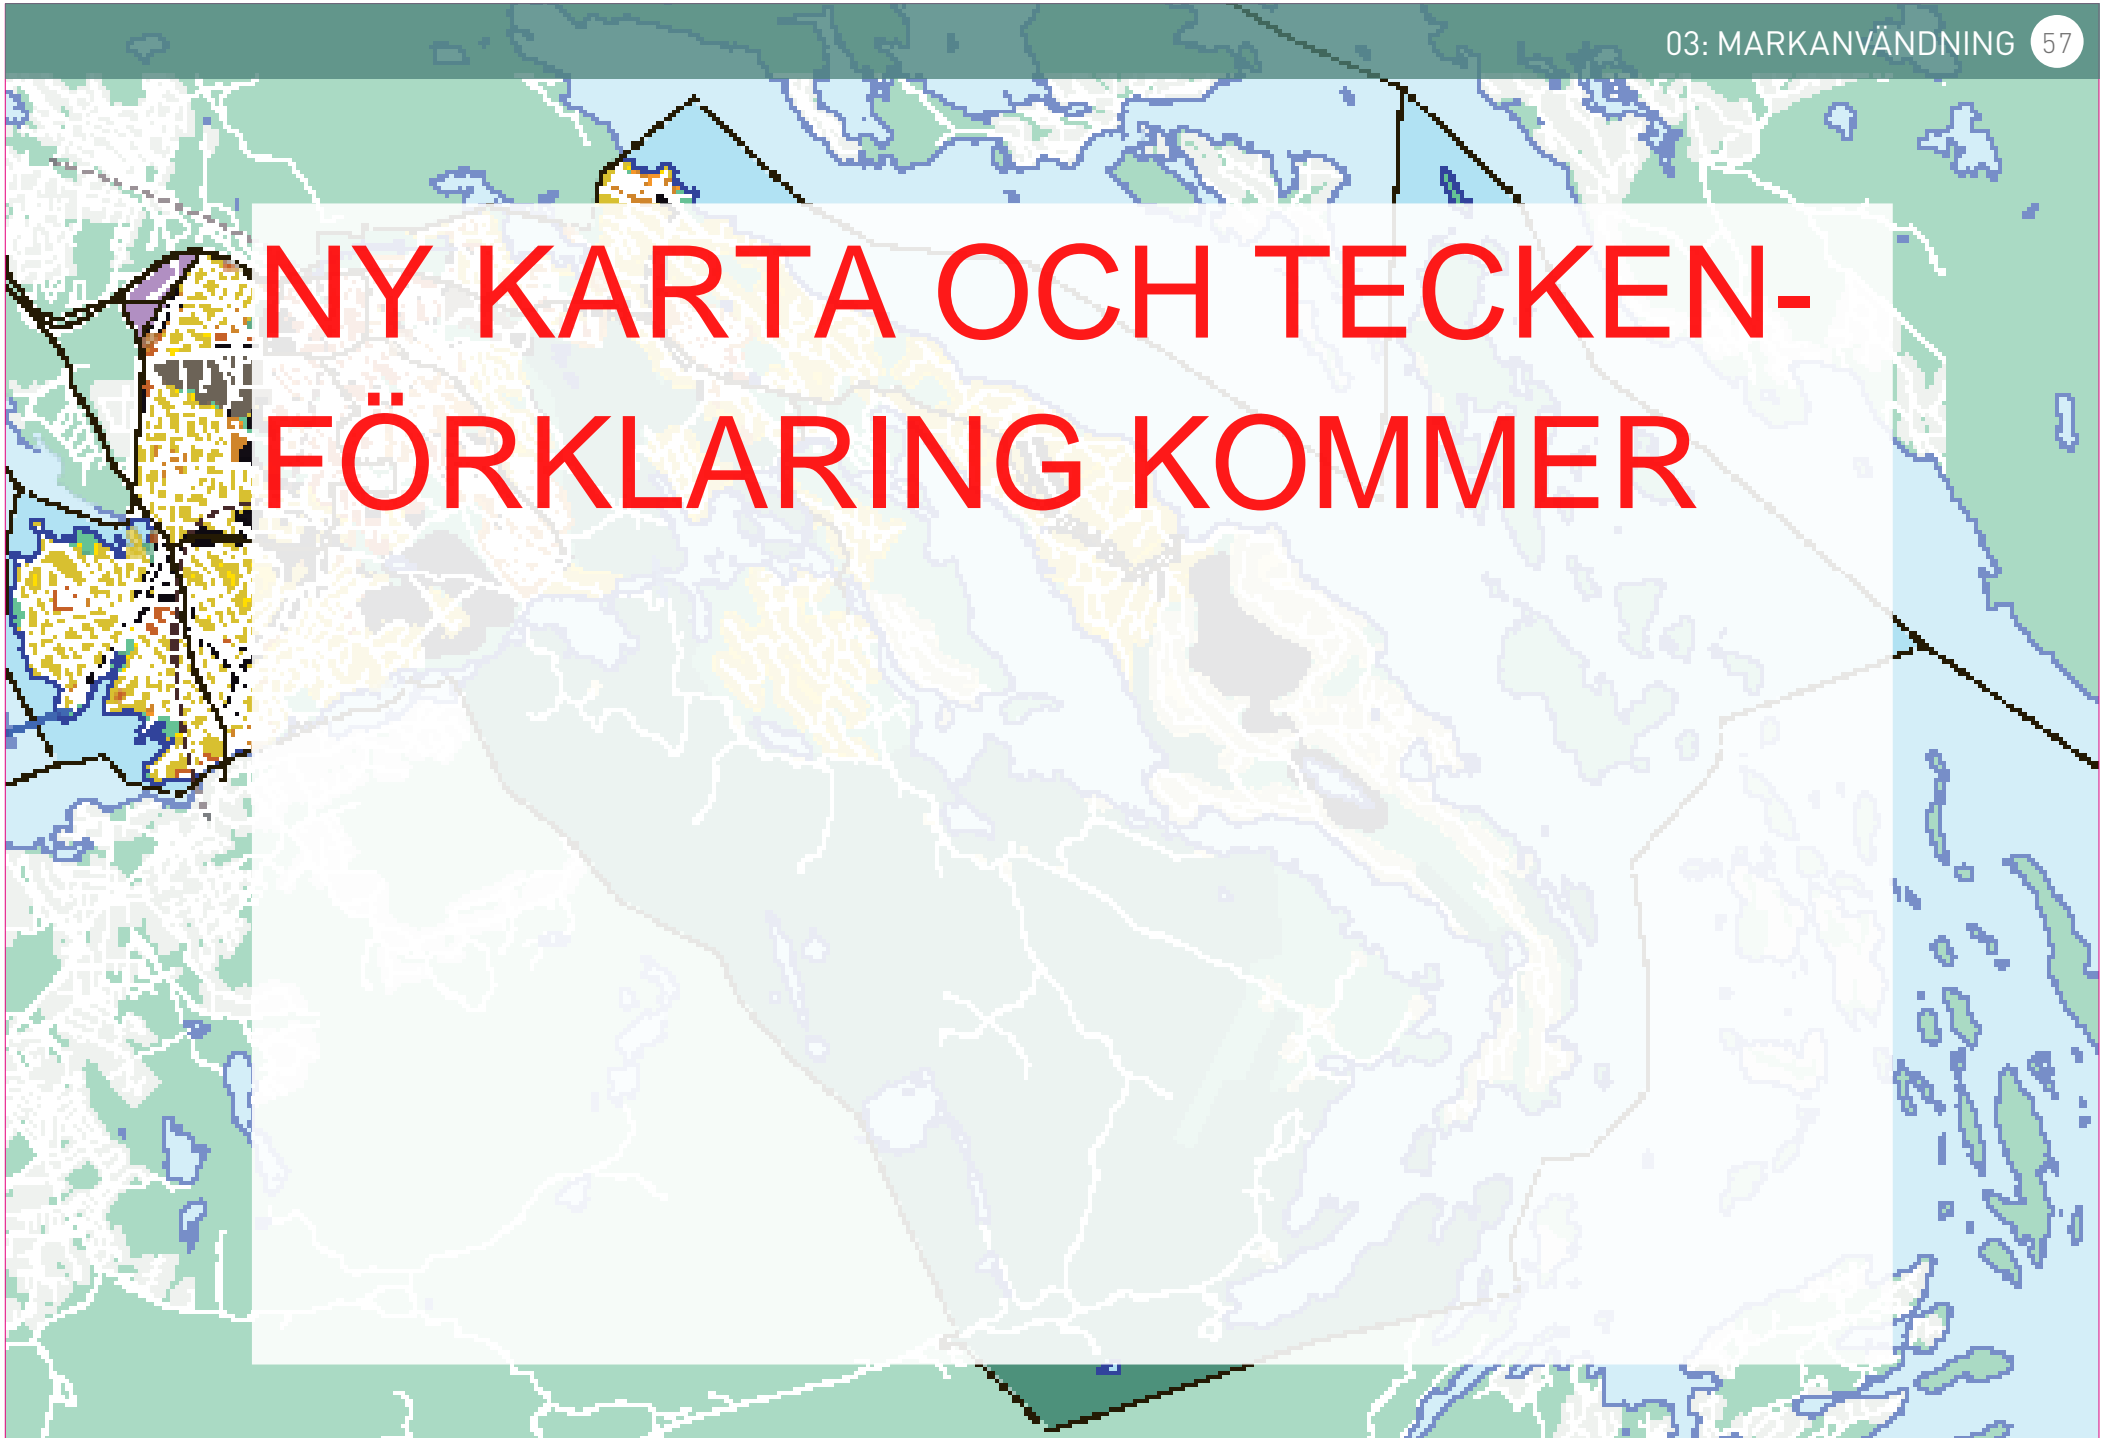 03: MARKANVÄNDNING 57
NY KARTA OCH TECKEN-
FÖRKLARING KOMMER